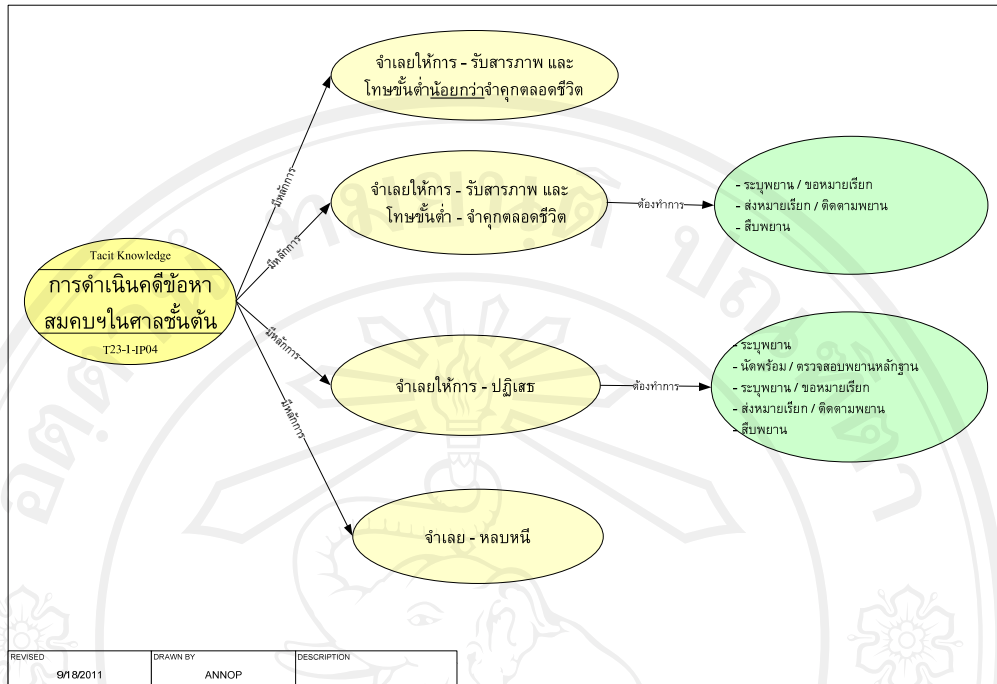 จำเลยให้การ - รับสารภาพ และ
โทษขั้นต่ำน้อยกว่าจำคุกตลอดชีวิต
มีหลักการ
จำเลยให้การ - รับสารภาพ และ
โทษขั้นต่ำ - จำคุกตลอดชีวิต
ต้องทำการ
- ระบุพยาน / ขอหมายเรียก
- ส่งหมายเรียก / ติดตามพยาน
- สืบพยาน
มีหลักการ
Tacit Knowledge
การดำเนินคดีข้อหา
สมคบฯในศาลชั้นต้น
T23-1-IP04
มีหลักการ
จำเลยให้การ - ปฏิเสธ
ต้องทำการ
- ระบุพยาน
- นัดพร้อม / ตรวจสอบพยานหลักฐาน
- ระบุพยาน / ขอหมายเรียก
- ส่งหมายเรียก / ติดตามพยาน
- สืบพยาน
มีหลักการ
จำเลย - หลบหนี
REVISED
9/18/2011
DRAWN BY
ANNOP
DESCRIPTION